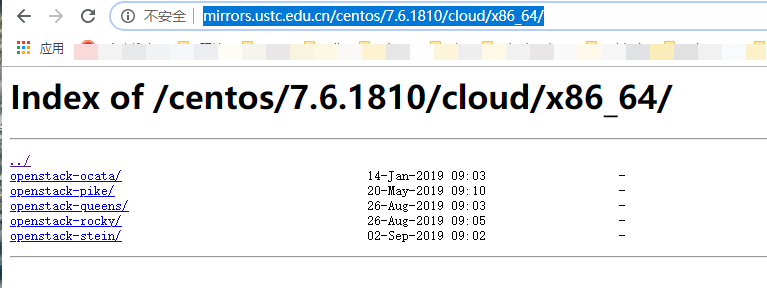 不安全 mirrors.ustc.edu.cn/centos/7.6.1810/cloud/x86_64/
应用
Index of /centos/7.6.1810/cloud/x86_64/
../
openstack-ocata/ 14-Jan-2019 09:03 -
openstack-pike/ 20-May-2019 09:10 -
openstack-queens/ 26-Aug-2019 09:03 -
openstack-rocky/ 26-Aug-2019 09:05 -
openstack-stein/ 02-Sep-2019 09:02 -